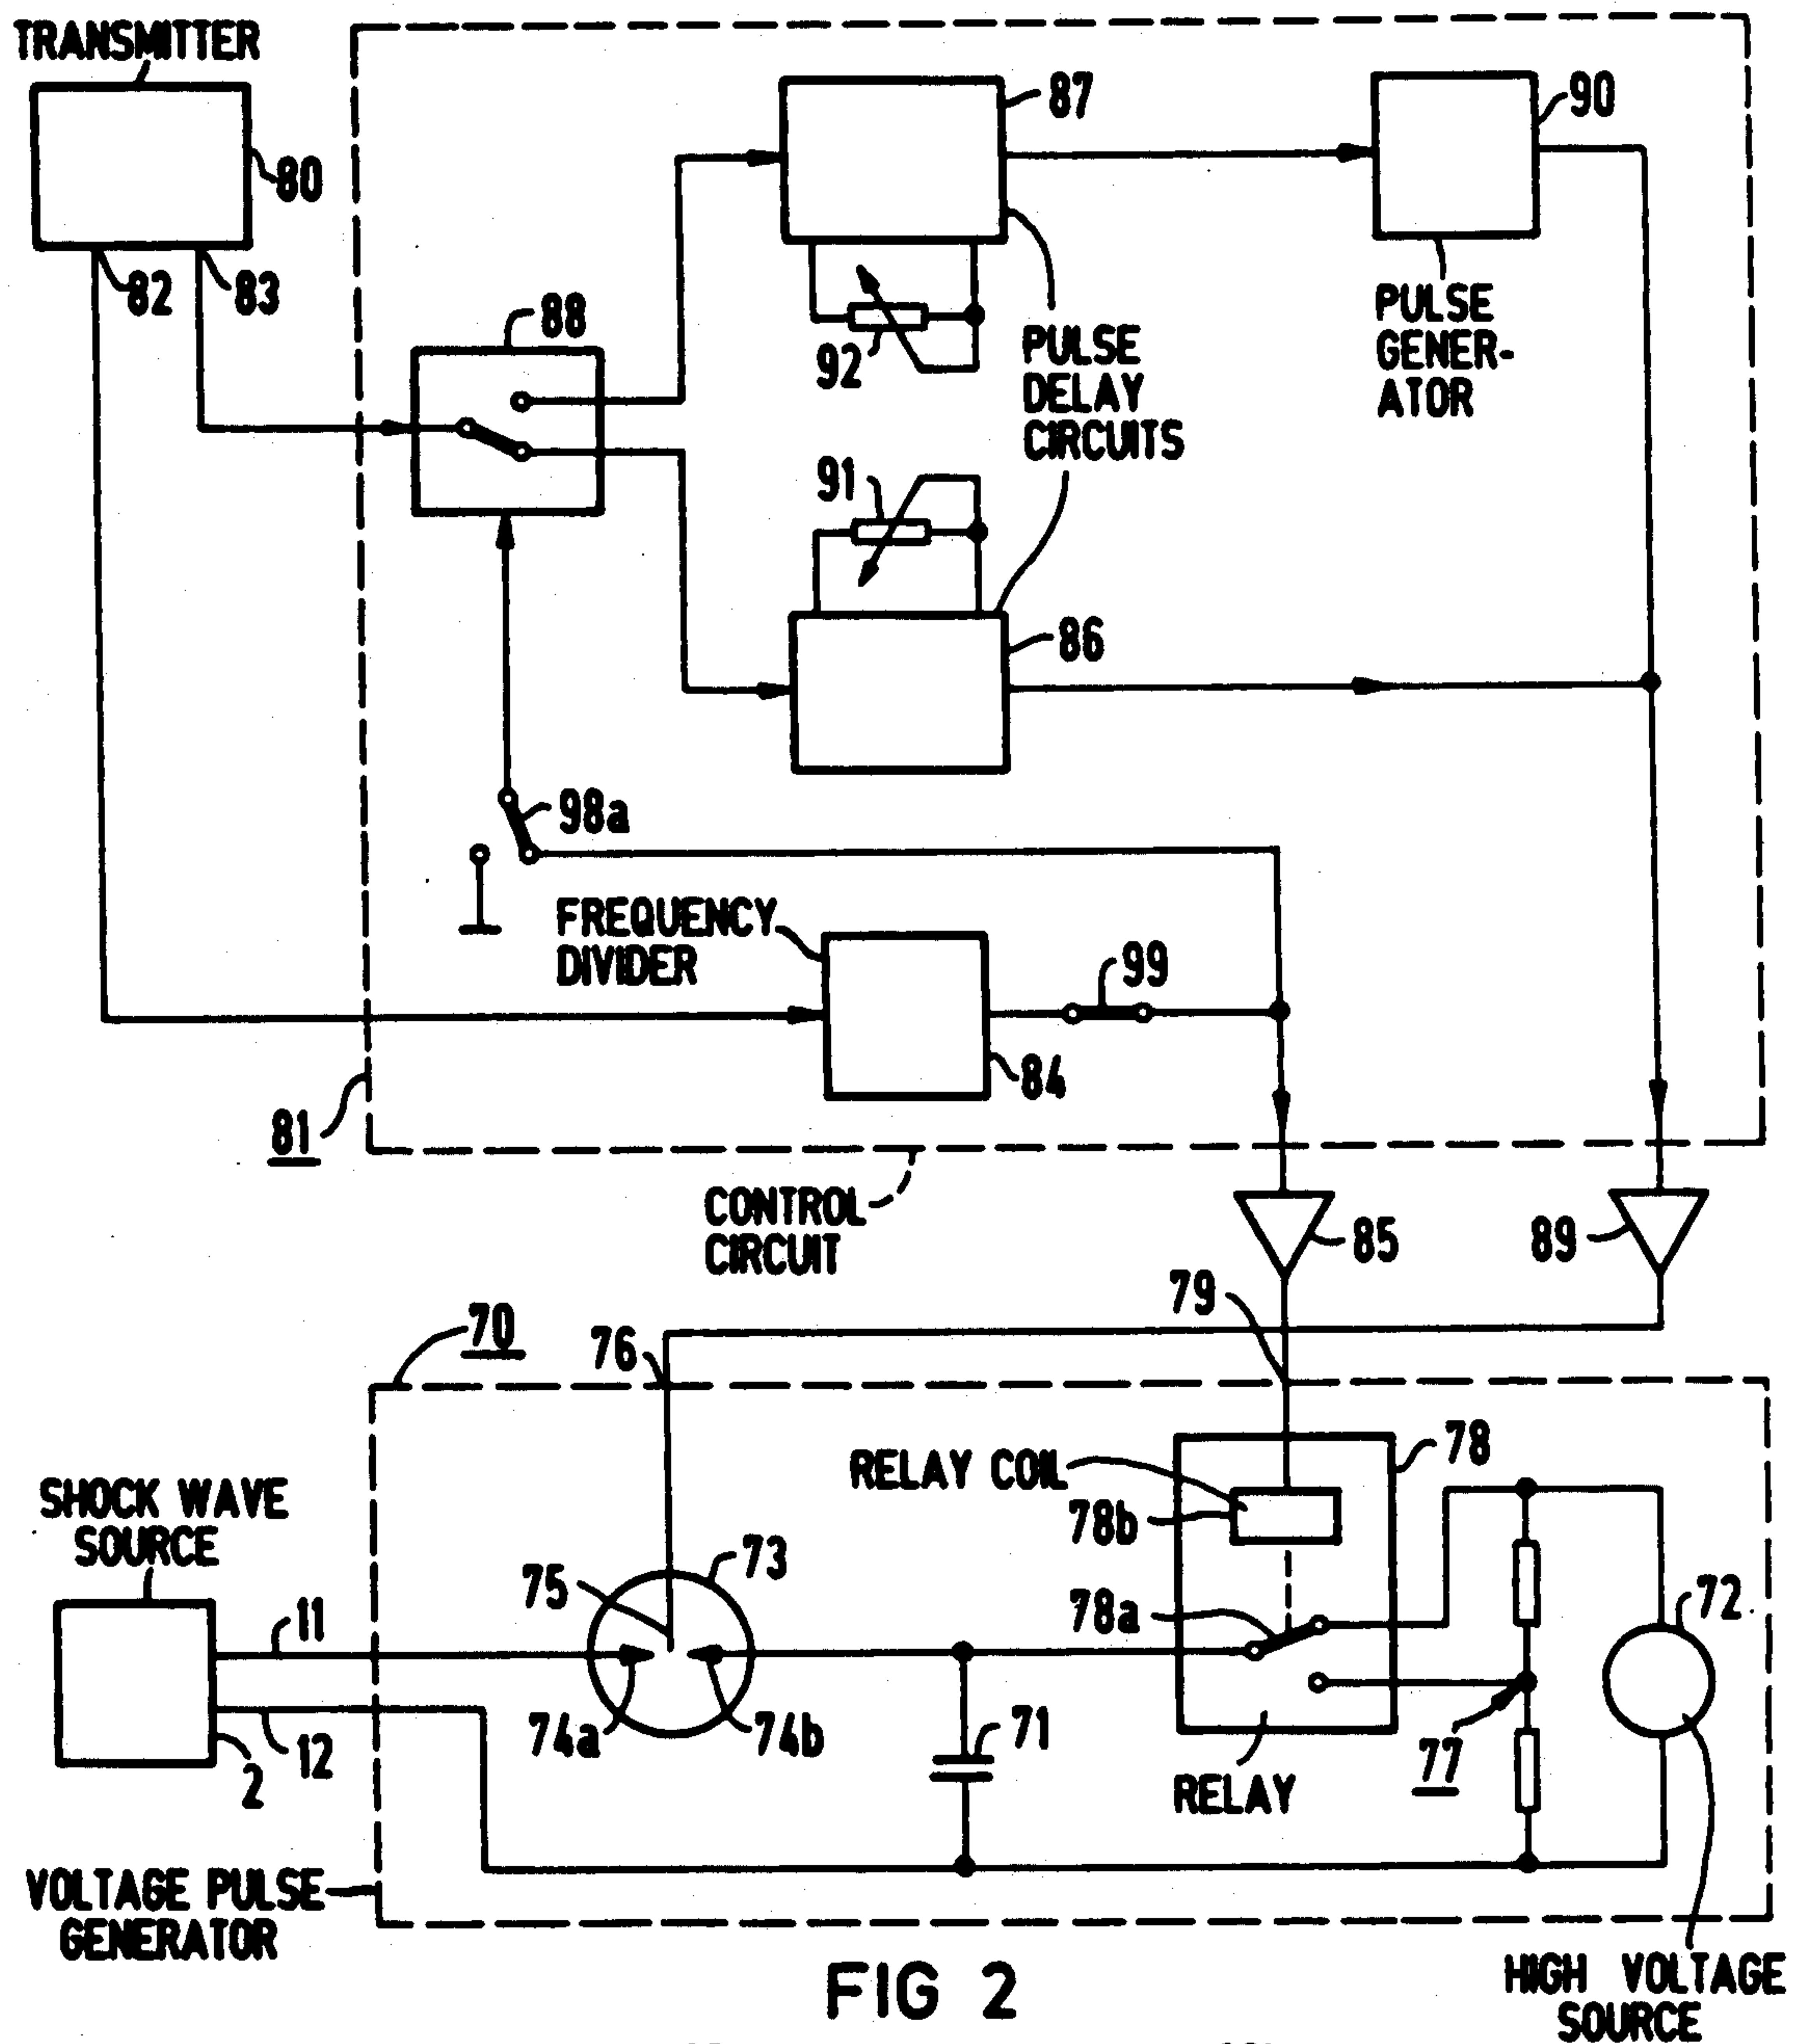 TRANSMITTER
80
82
83
88
87
90
92
PULSE
DELAY
CIRCUITS
PULSE
GENER-
ATOR
91
86
98a
FREQUENCY
DIVIDER
99
84
81
CONTROL
CIRCUIT
85
89
79
70
76
RELAY COIL
78
78b
SHOCK WAVE
SOURCE
75
73
78a
72
11
74a
74b
71
12
2
77
RELAY
VOLTAGE PULSE
GENERATOR
HIGH VOLTAGE
SOURCE
FIG 2